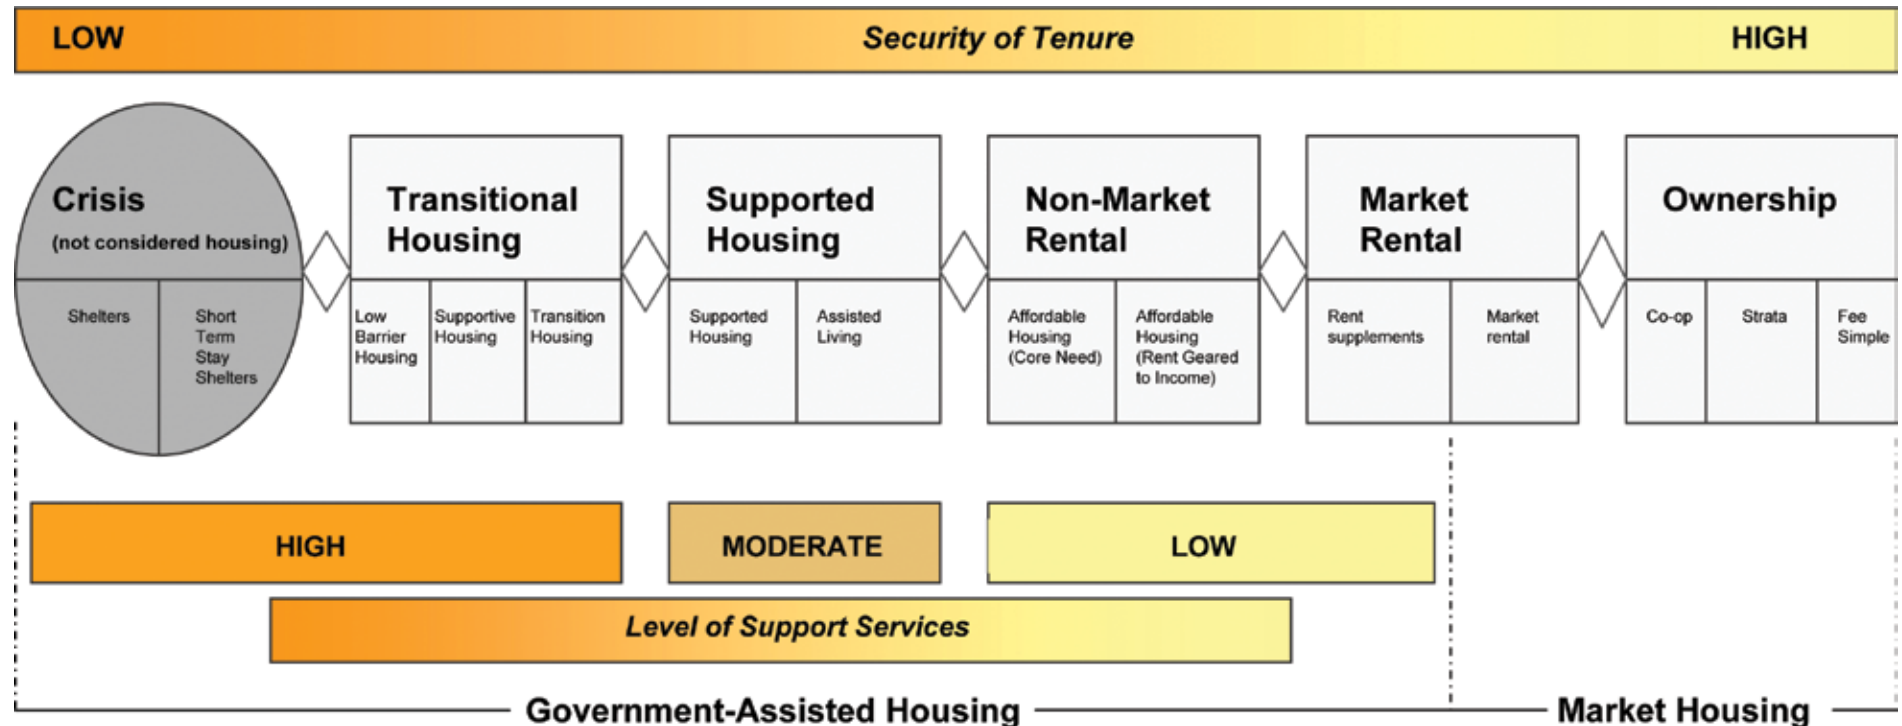 LOW Security of Tenure HIGH
Crisis
(not considered housing)
Shelters
Short
Term
Stay
Shelters
Transitional
Housing
Low
Barrier
Housing
Supportive
Housing
Transition
Housing
Supported
Housing
Supported
Housing
Assisted
Living
Non-Market
Rental
Affordable
Housing
(Core Need)
Affordable
Housing
(Rent Geared
to Income)
Market
Rental
Rent
supplements
Market
rental
Ownership
Co-op
Strata
Fee
Simple
HIGH
MODERATE
LOW
Level of Support Services
Government-Assisted Housing
Market Housing